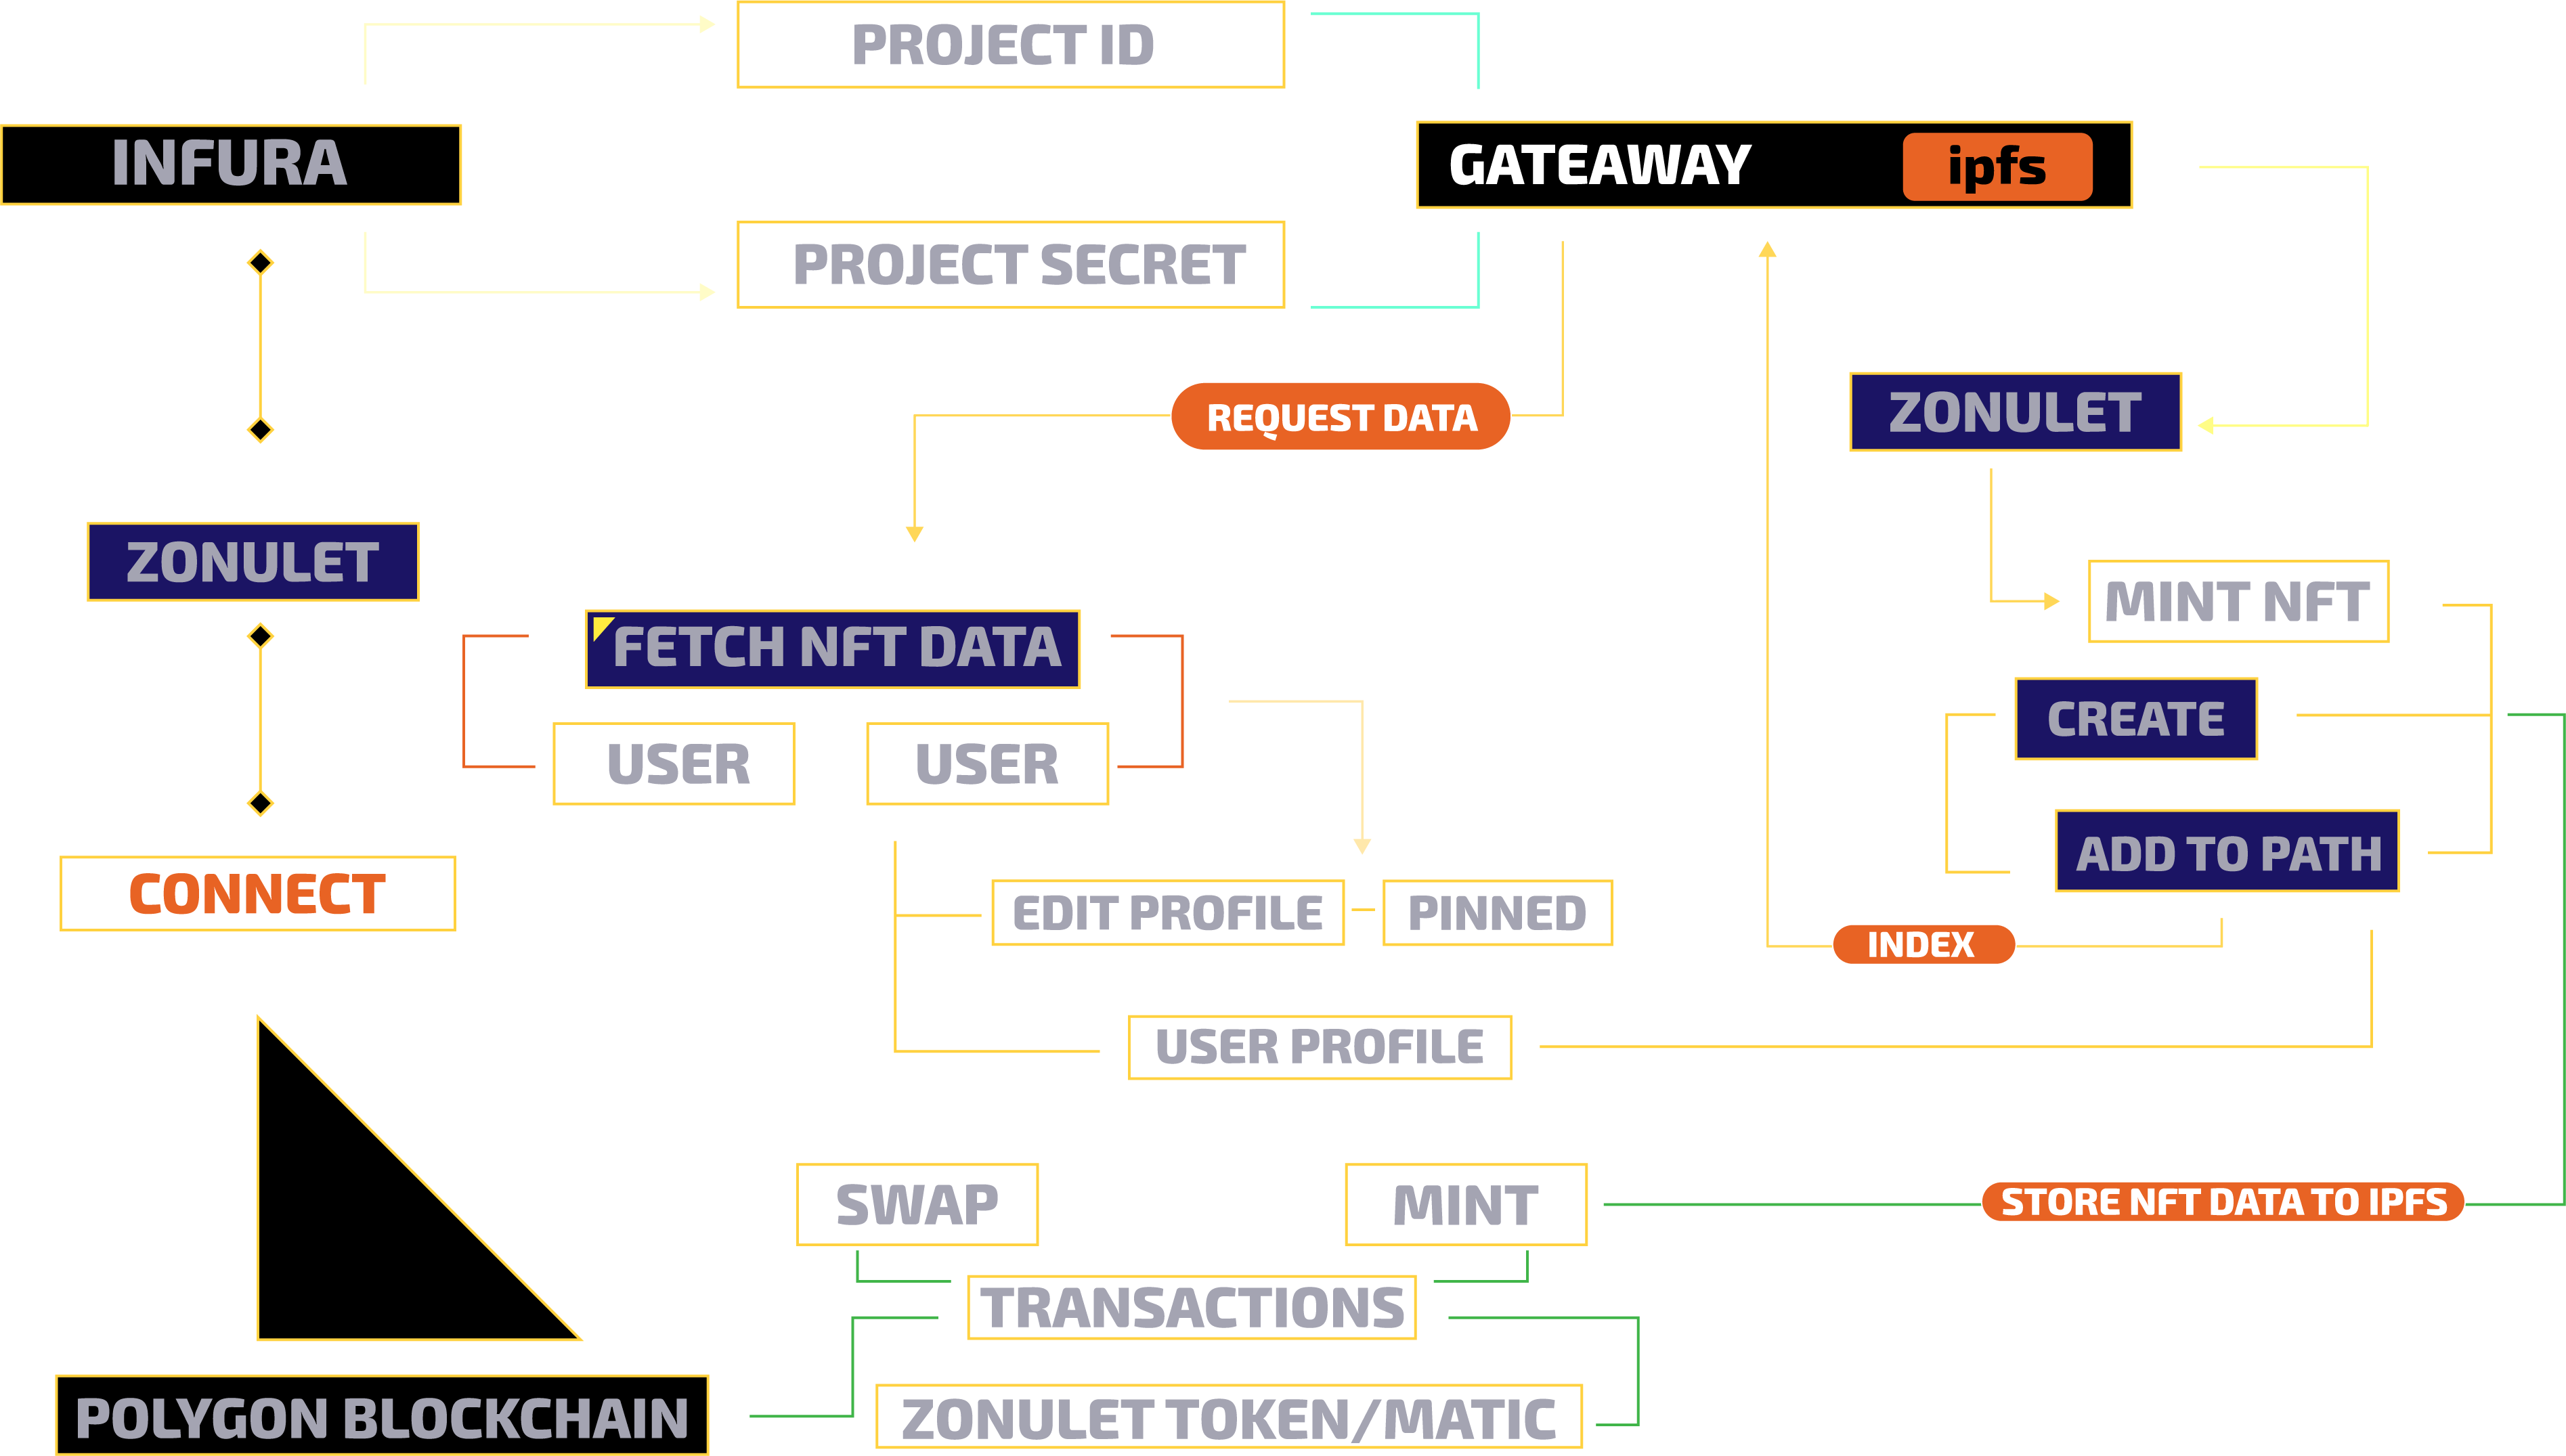 PROJECT ID
INFURA
GATEAWAY
ipfs
PROJECT SECRET
REQUEST DATA
ZONULET
ZONULET
MINT NFT
FETCH NFT DATA
CREATE
USER
USER
ADD TO PATH
CONNECT
EDIT PROFILE
PINNED
INDEX
USER PROFILE
SWAP
MINT
STORE NFT DATA TO IPFS
TRANSACTIONS
POLYGON BLOCKCHAIN
ZONULET TOKEN/MATIC